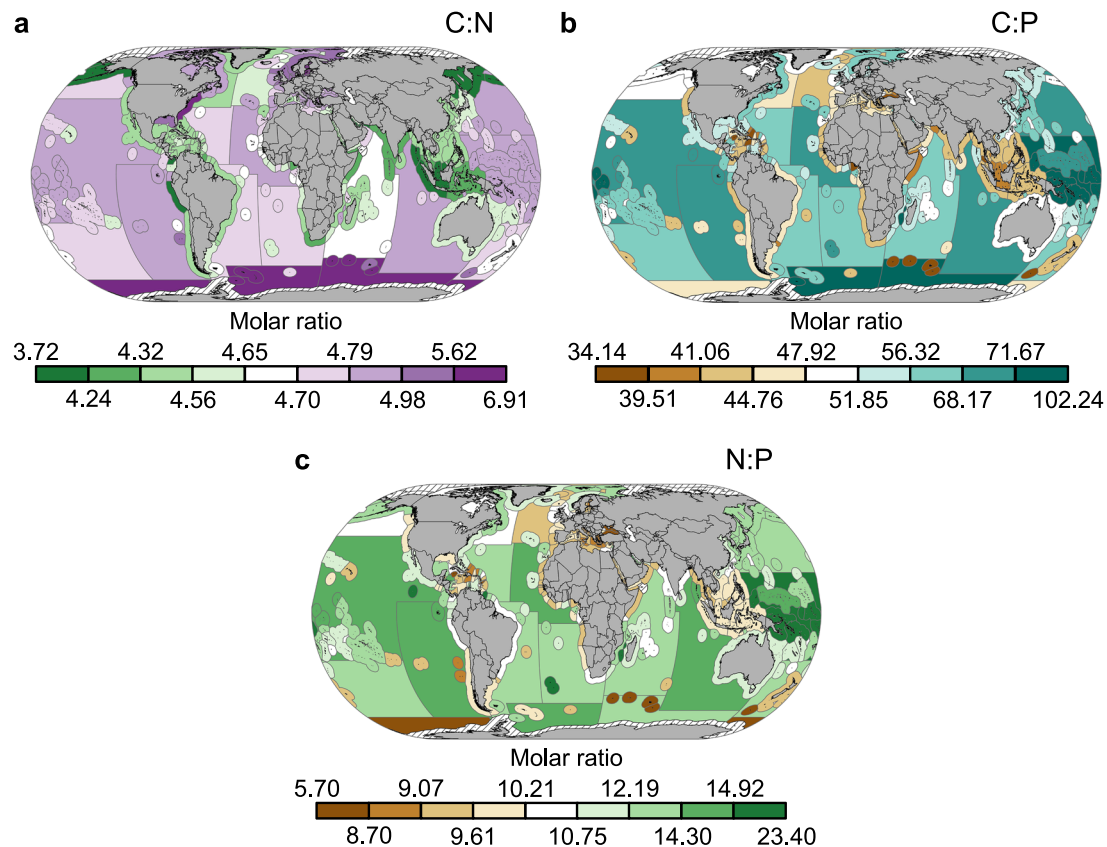 a C:N
b C:P
Molar ratio
3.72 4.32 4.65 4.79 5.62
4.24 4.56 4.70 4.98 6.91
Molar ratio
34.14 41.06 47.92 56.32 71.67
39.51 44.76 51.85 68.17 102.24
c N:P
Molar ratio
5.70 9.07 10.21 12.19 14.92
8.70 9.61 10.75 14.30 23.40